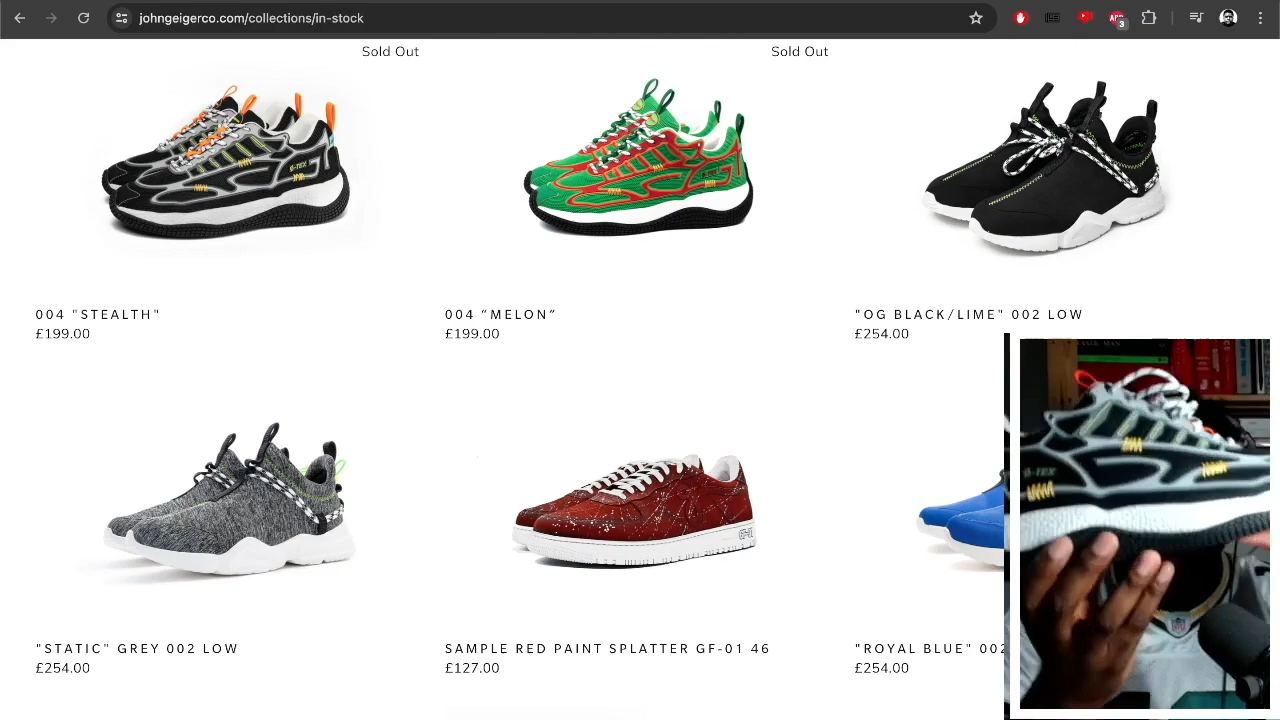 johngeigerco.com/collections/in-stock
3
Sold Out
Sold Out
004 "STEALTH"
£199.00
004 “MELON”
£199.00
"OG BLACK/LIME" 002 LOW
£254.00
"STATIC" GREY 002 LOW
£254.00
SAMPLE RED PAINT SPLATTER GF-01 46
£127.00
"ROYAL BLUE" 002
£254.00